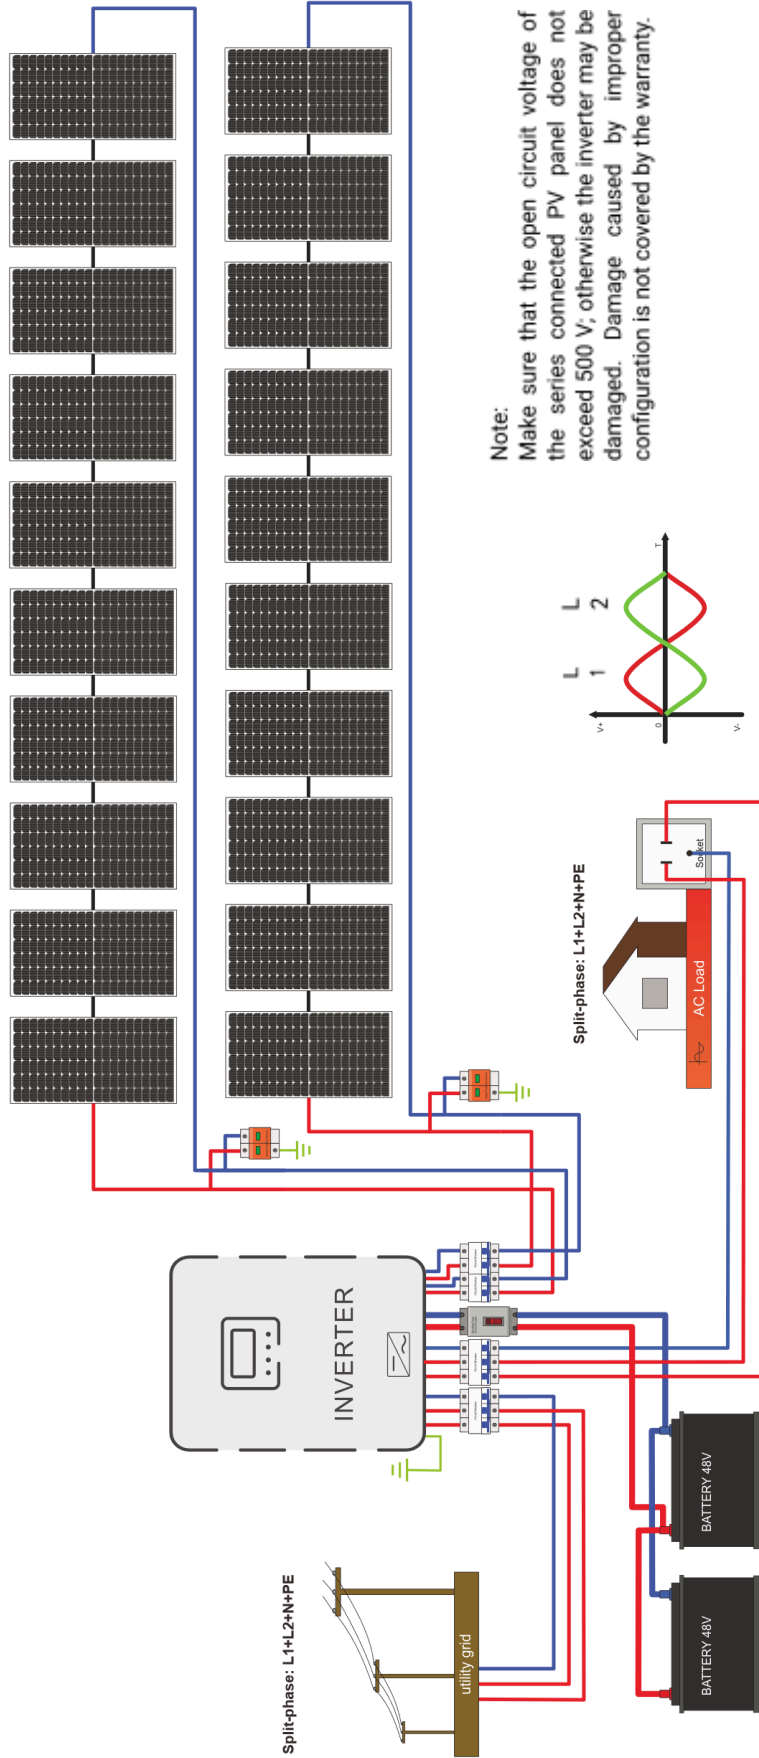 Note:
Make sure that the open circuit voltage of
the series connected PV panel does not
exceed 500 V; otherwise the inverter may be
damaged. Damage caused by improper
configuration is not covered by the warranty.
INVERTER
L
1
L
2
V+
0
T
V-
Split-phase: L1+L2+N+PE
utility grid
Split-phase: L1+L2+N+PE
AC Load
Socket
BATTERY 48V
BATTERY 48V